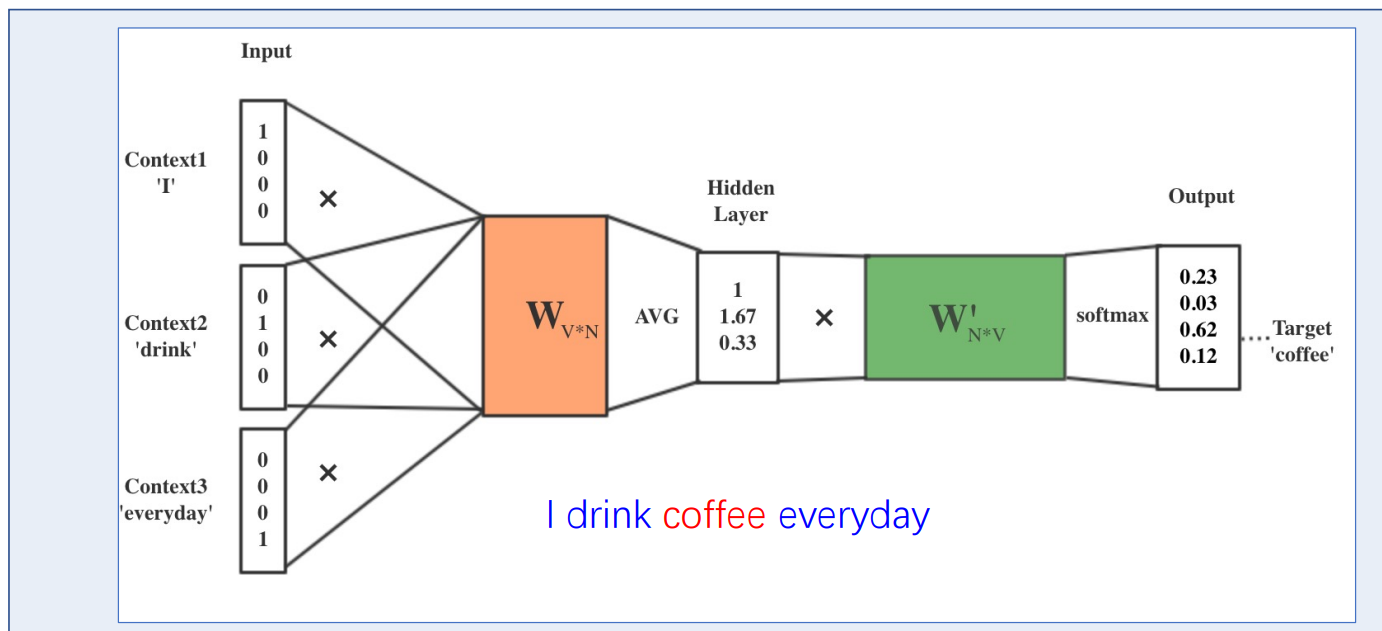 Input
Context1
'I'
1
0
0
0
×
Context2
'drink'
0
1
0
0
×
Context3
'everyday'
0
0
0
1
×
W V*N
AVG
Hidden
Layer
1
1.67
0.33
×
W' N*V
softmax
Output
0.23
0.03
0.62
0.12
Target
'coffee'
I drink coffee everyday